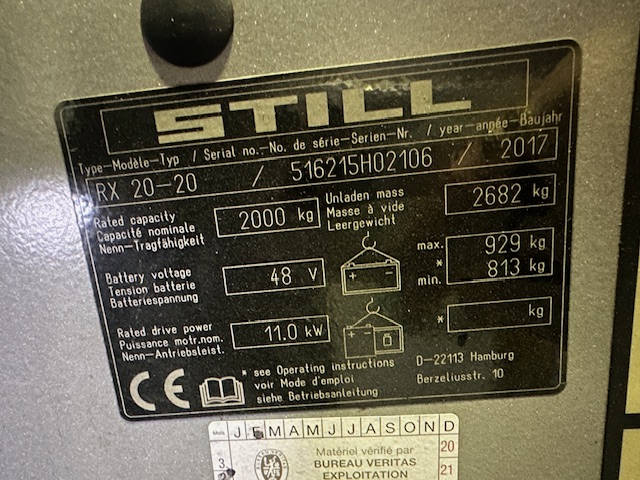 STILL
Type-Modèle-Typ / Serial no.-No. de série-Serien-Nr. / year-année-Baujahr
RX 20-20 / 516215H02106 / 2017
Rated capacity
Capacité nominale
Nenn-Tragfähigkeit
2000 kg
Unladen mass
Masse à vide
Leergewicht
2682 kg
Battery voltage
Tension batterie
Batteriespannung
48 V
+ -
max. 929 kg
*
min. 813 kg
Rated drive power
Puissance motr.nom.
Nenn-Antriebsleist.
11.0 kW
+
* kg
CE
* see Operating instructions
voir Mode d'emploi
siehe Betriebsanleitung
D-22113 Hamburg
Berzeliusstr. 10
Mois J F M A M J J A S O N D
Matériel vérifié par
BUREAU VERITAS
EXPLOITATION
20
21
3